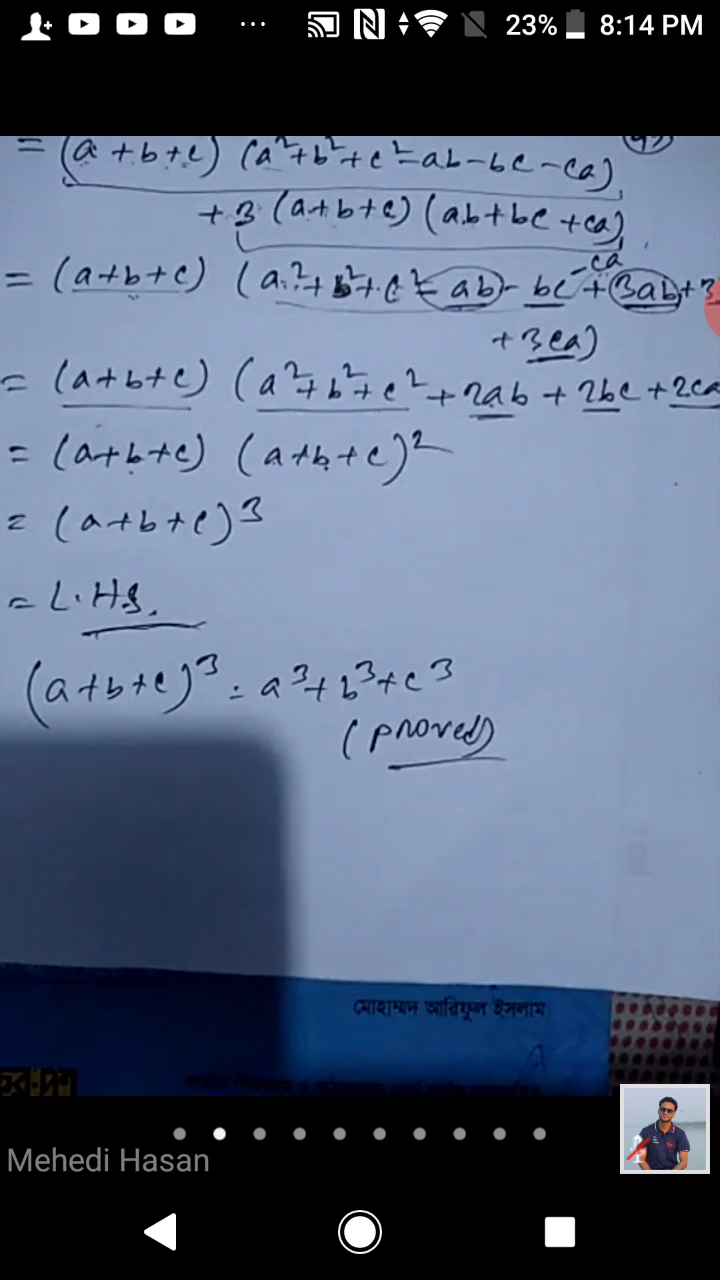 23% 8:14 PM
= (a + b + c) (a²+b²+c²-ab-bc-ca)
+ 3 (a+b+c) (ab+bc+ca)
= (a+b+c) (a²+b²+c²-ab-bc-ca+3ab+3
+3ca)
= (a+b+c) (a²+b²+c²+2ab+2bc+2ca
= (a+b+c) (a+b+c)²
= (a+b+c)³
= L.H.S.
(a+b+c)³ = a³+b³+c³
(proved)
মোহাম্মদ আরিফুল ইসলাম
Mehedi Hasan